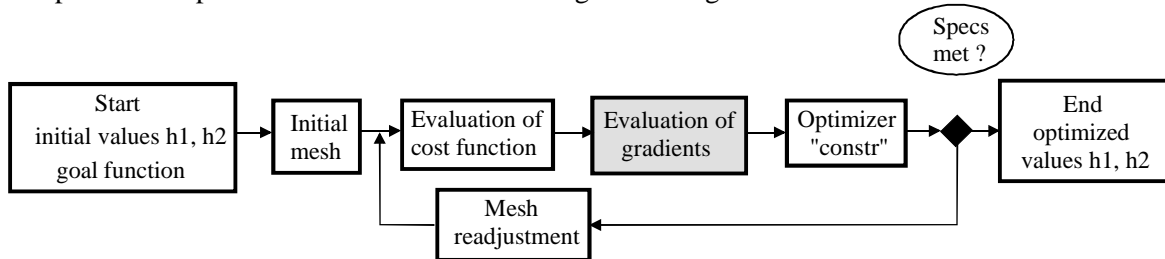 Specs
met ?
Start
initial values h1, h2
goal function
Initial
mesh
Evaluation of
cost function
Evaluation of
gradients
Optimizer
"constr"
End
optimized
values h1, h2
Mesh
readjustment